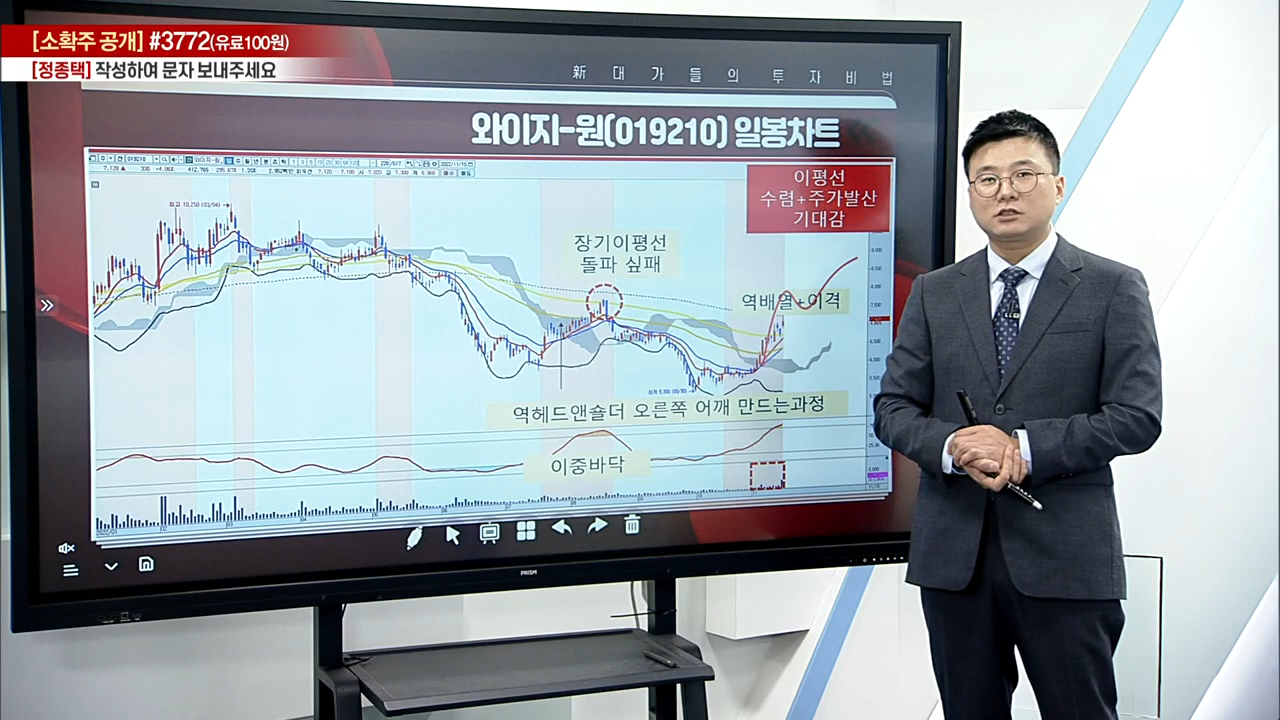 [소확주 공개] #3772(유료100원)
[정종택] 작성하여 문자 보내주세요
新 대 가 들 의 투 자 비 법
와이지-원(019210) 일봉차트
이평선
수렴+주가발산
기대감
장기이평선
돌파 실패
역배열+이격
역헤드앤숄더 오른쪽 어깨 만드는과정
이중바닥
PRISM